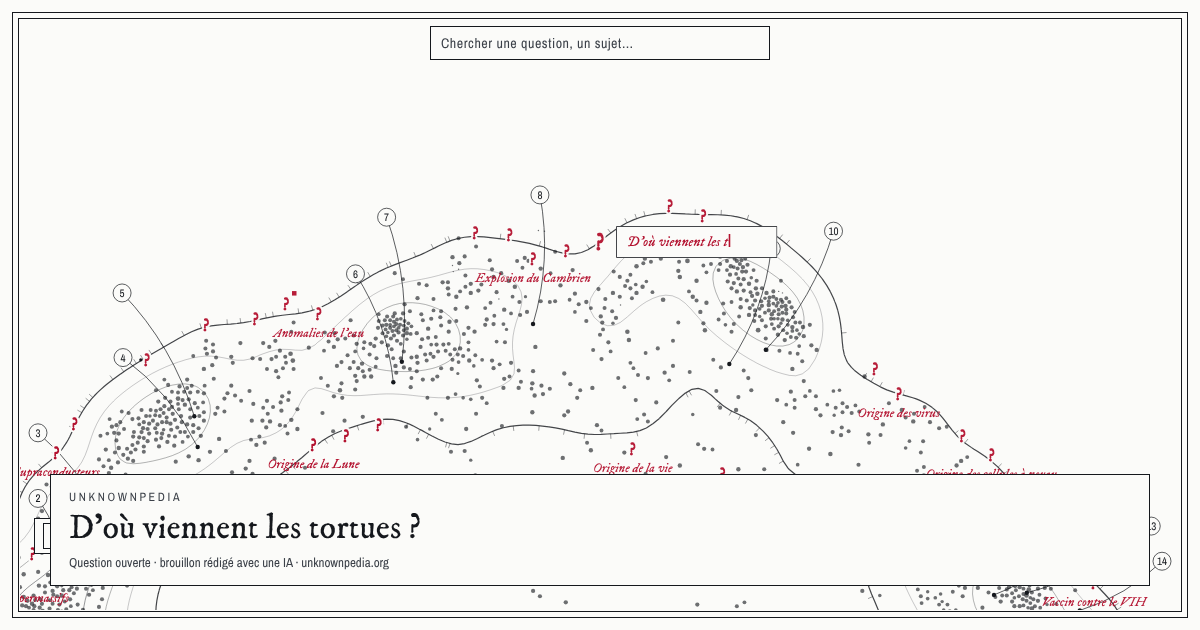 Chercher une question, un sujet…
8
7
10
D’où viennent les t
6
Explosion du Cambrien
5
Anomalies de l’eau
4
Origine des virus
3
Origine de la Lune
Origine de la vie
2
UNKNOWNPEDIA
D’où viennent les tortues ?
Question ouverte · brouillon rédigé avec une IA · unknownpedia.org
14
Vaccin contre le VIH